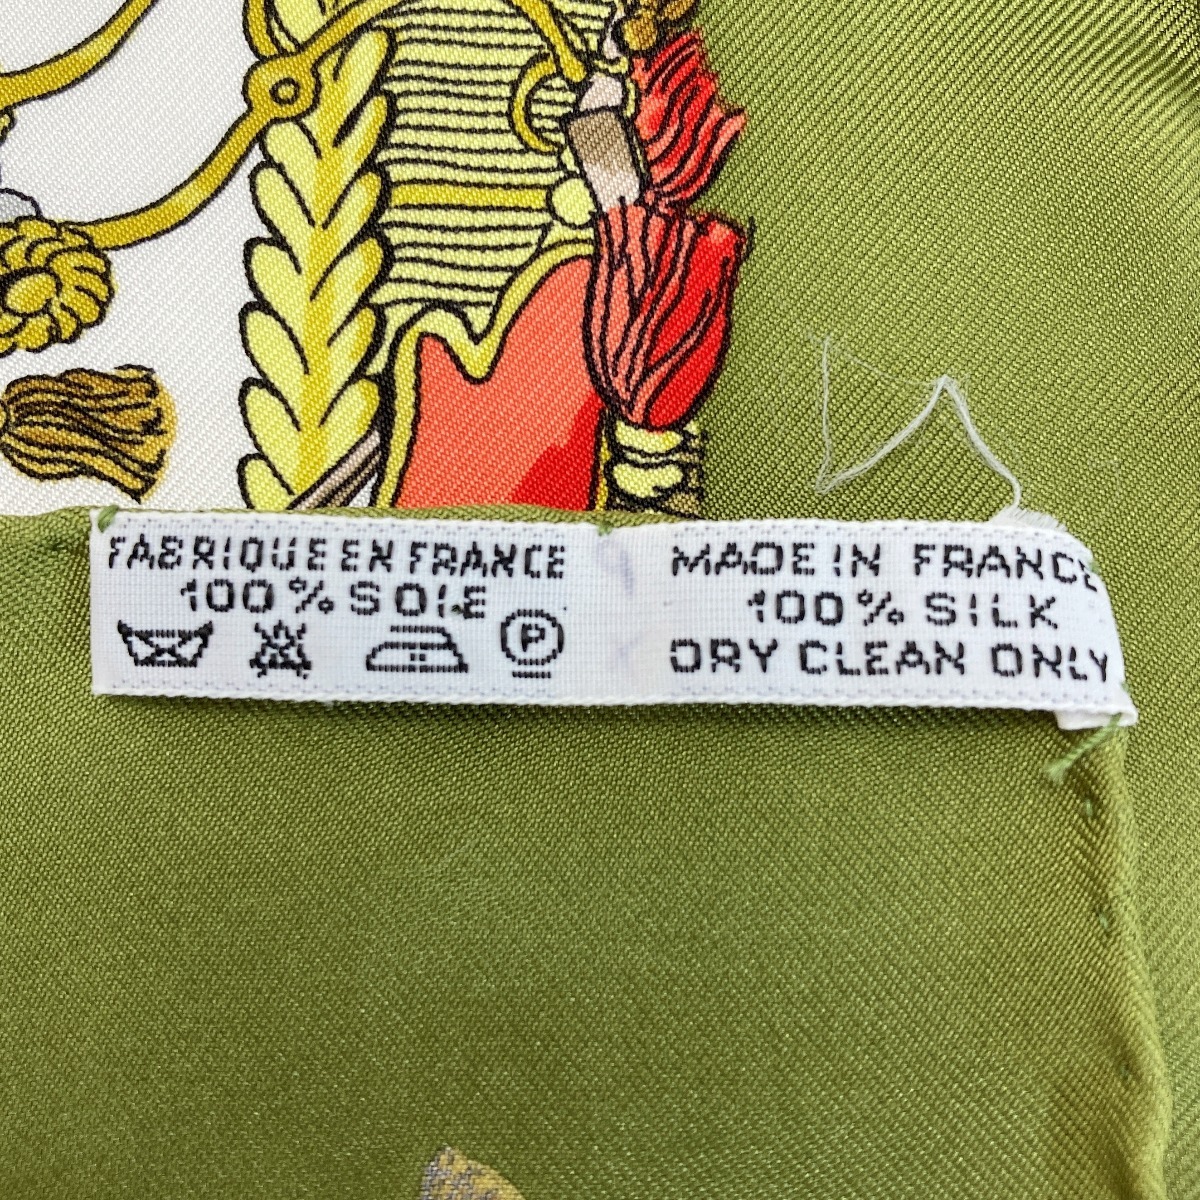 FABRIQUE EN FRANCE
100% SOIE
P
MADE IN FRANCE
100% SILK
DRY CLEAN ONLY